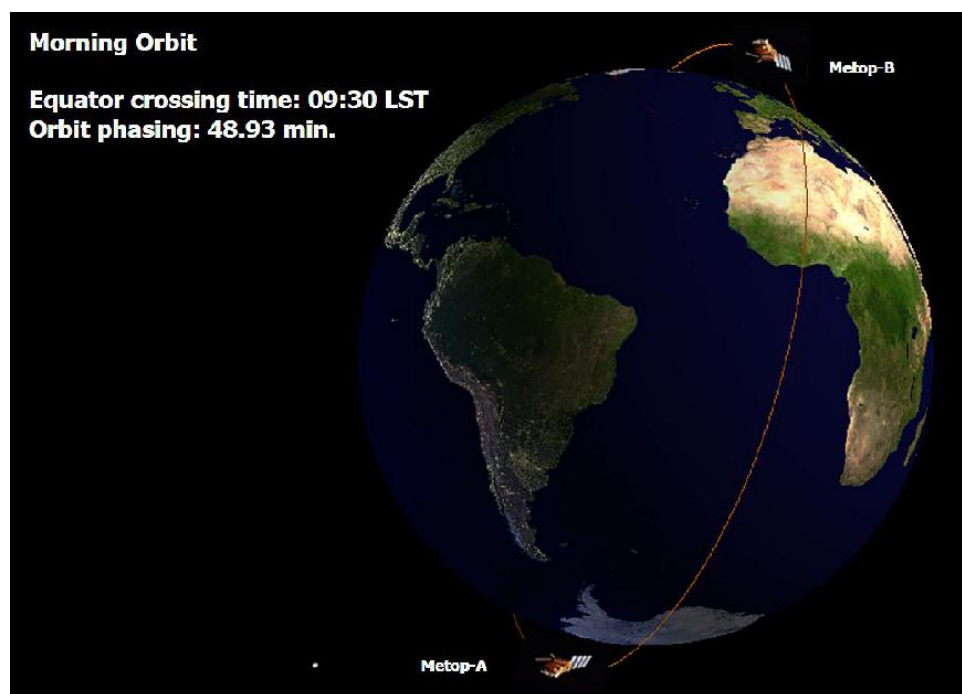 Morning Orbit
Equator crossing time: 09:30 LST
Orbit phasing: 48.93 min.
Metop-B
Metop-A